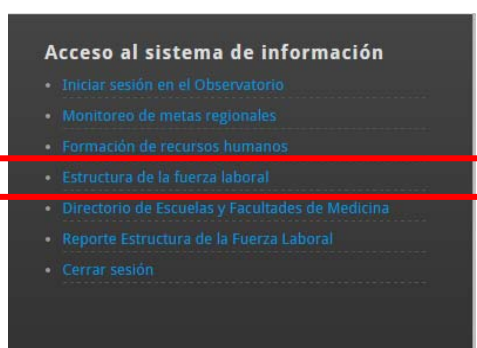 Acceso al sistema de información
Iniciar sesión en el Observatorio
Monitoreo de metas regionales
Formación de recursos humanos
Estructura de la fuerza laboral
Directorio de Escuelas y Facultades de Medicina
Reporte Estructura de la Fuerza Laboral
Cerrar sesión